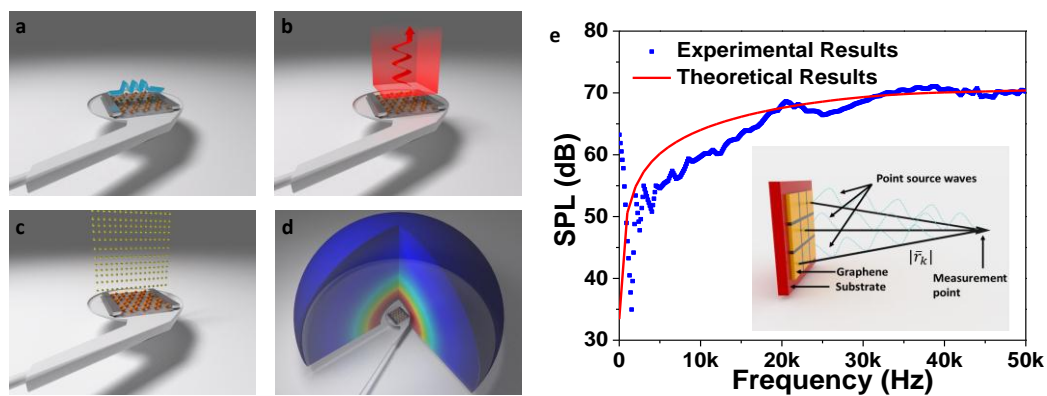 a
b
c
d
e
80
70
60
50
40
30
SPL (dB)
Experimental Results
Theoretical Results
Point source waves
|r̄ₖ|
Graphene
Substrate
Measurement
point
0
10k
20k
30k
40k
50k
Frequency (Hz)